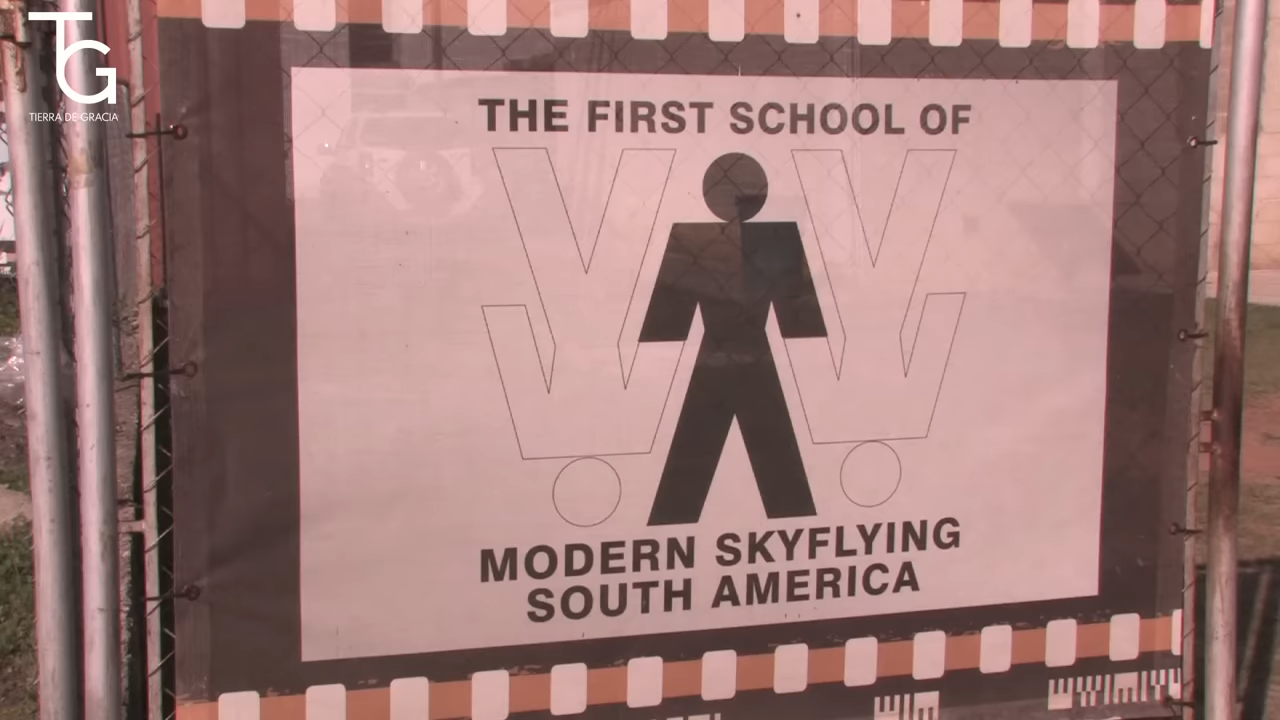 TG
TIERRA DE GRACIA
THE FIRST SCHOOL OF
MODERN SKYFLYING
SOUTH AMERICA